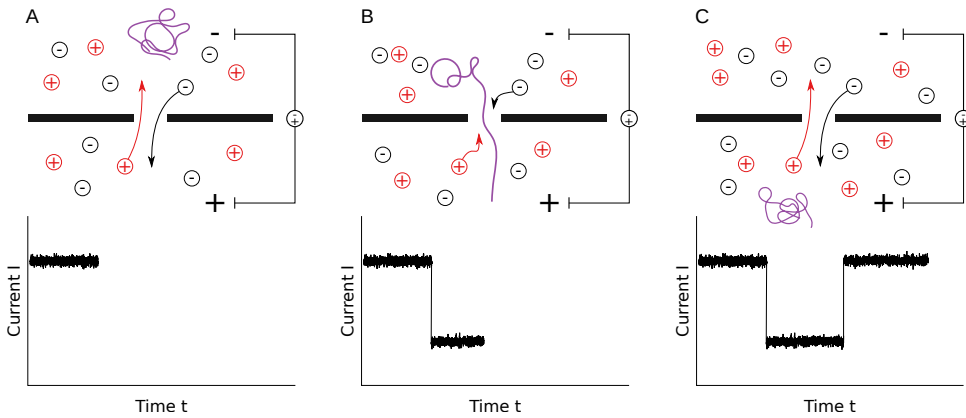 A
B
C
-
-
-
+
+
+
Current I
Current I
Current I
Time t
Time t
Time t